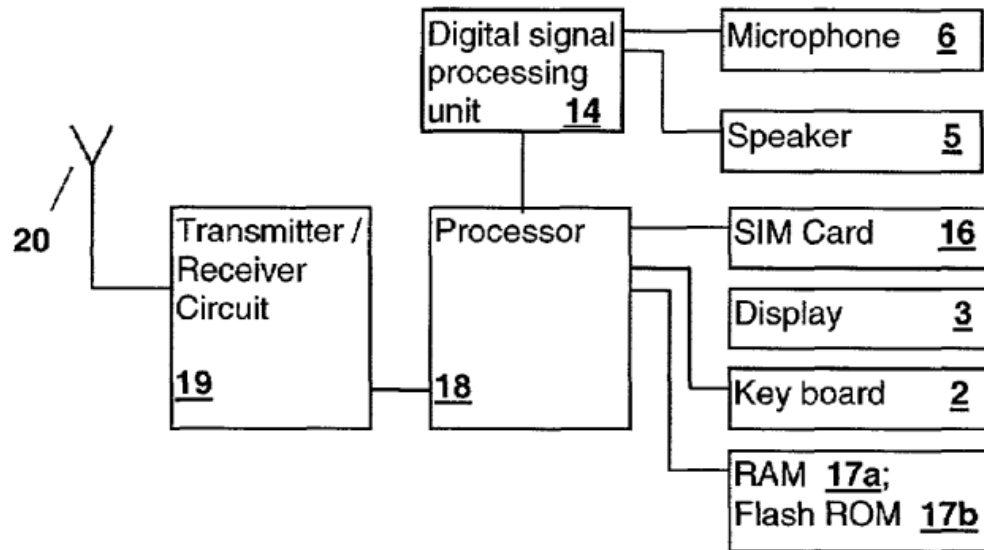 Digital signal
processing
unit 14
Microphone 6
Speaker 5
20
Transmitter /
Receiver
Circuit
19
Processor
18
SIM Card 16
Display 3
Key board 2
RAM 17a;
Flash ROM 17b